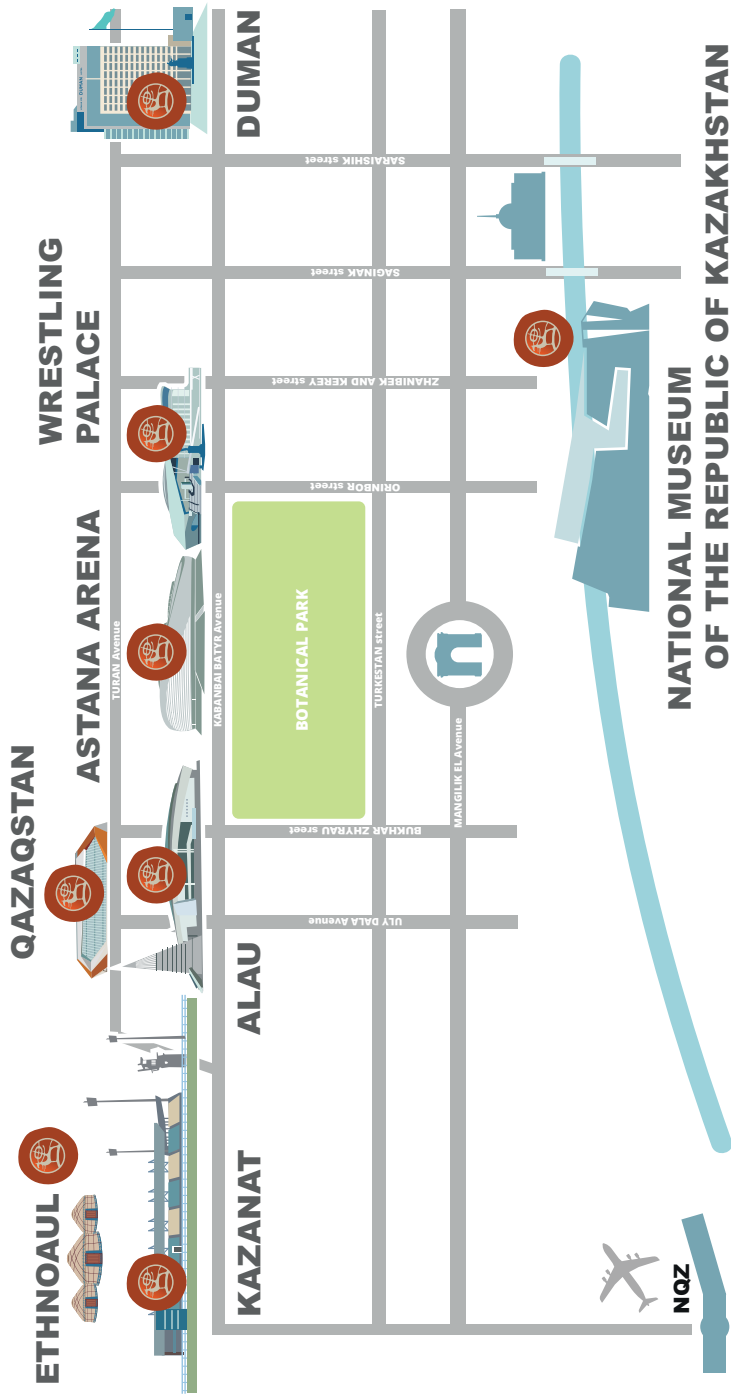 ETHNOAUL
QAZAQSTAN
WRESTLING
PALACE
ASTANA ARENA
DUMAN
ALAU
KAZANAT
TURAN Avenue
KABANBAI BATYR Avenue
BOTANICAL PARK
TURKESTAN street
MANGILIK EL Avenue
SARAISHIK street
SAGINAK street
ZHANIBEK AND KEREY street
ORINBOR street
BUKHAR ZHYRAU sreet
ULY DALA Avenue
NATIONAL MUSEUM
OF THE REPUBLIC OF KAZAKHSTAN
NQZ